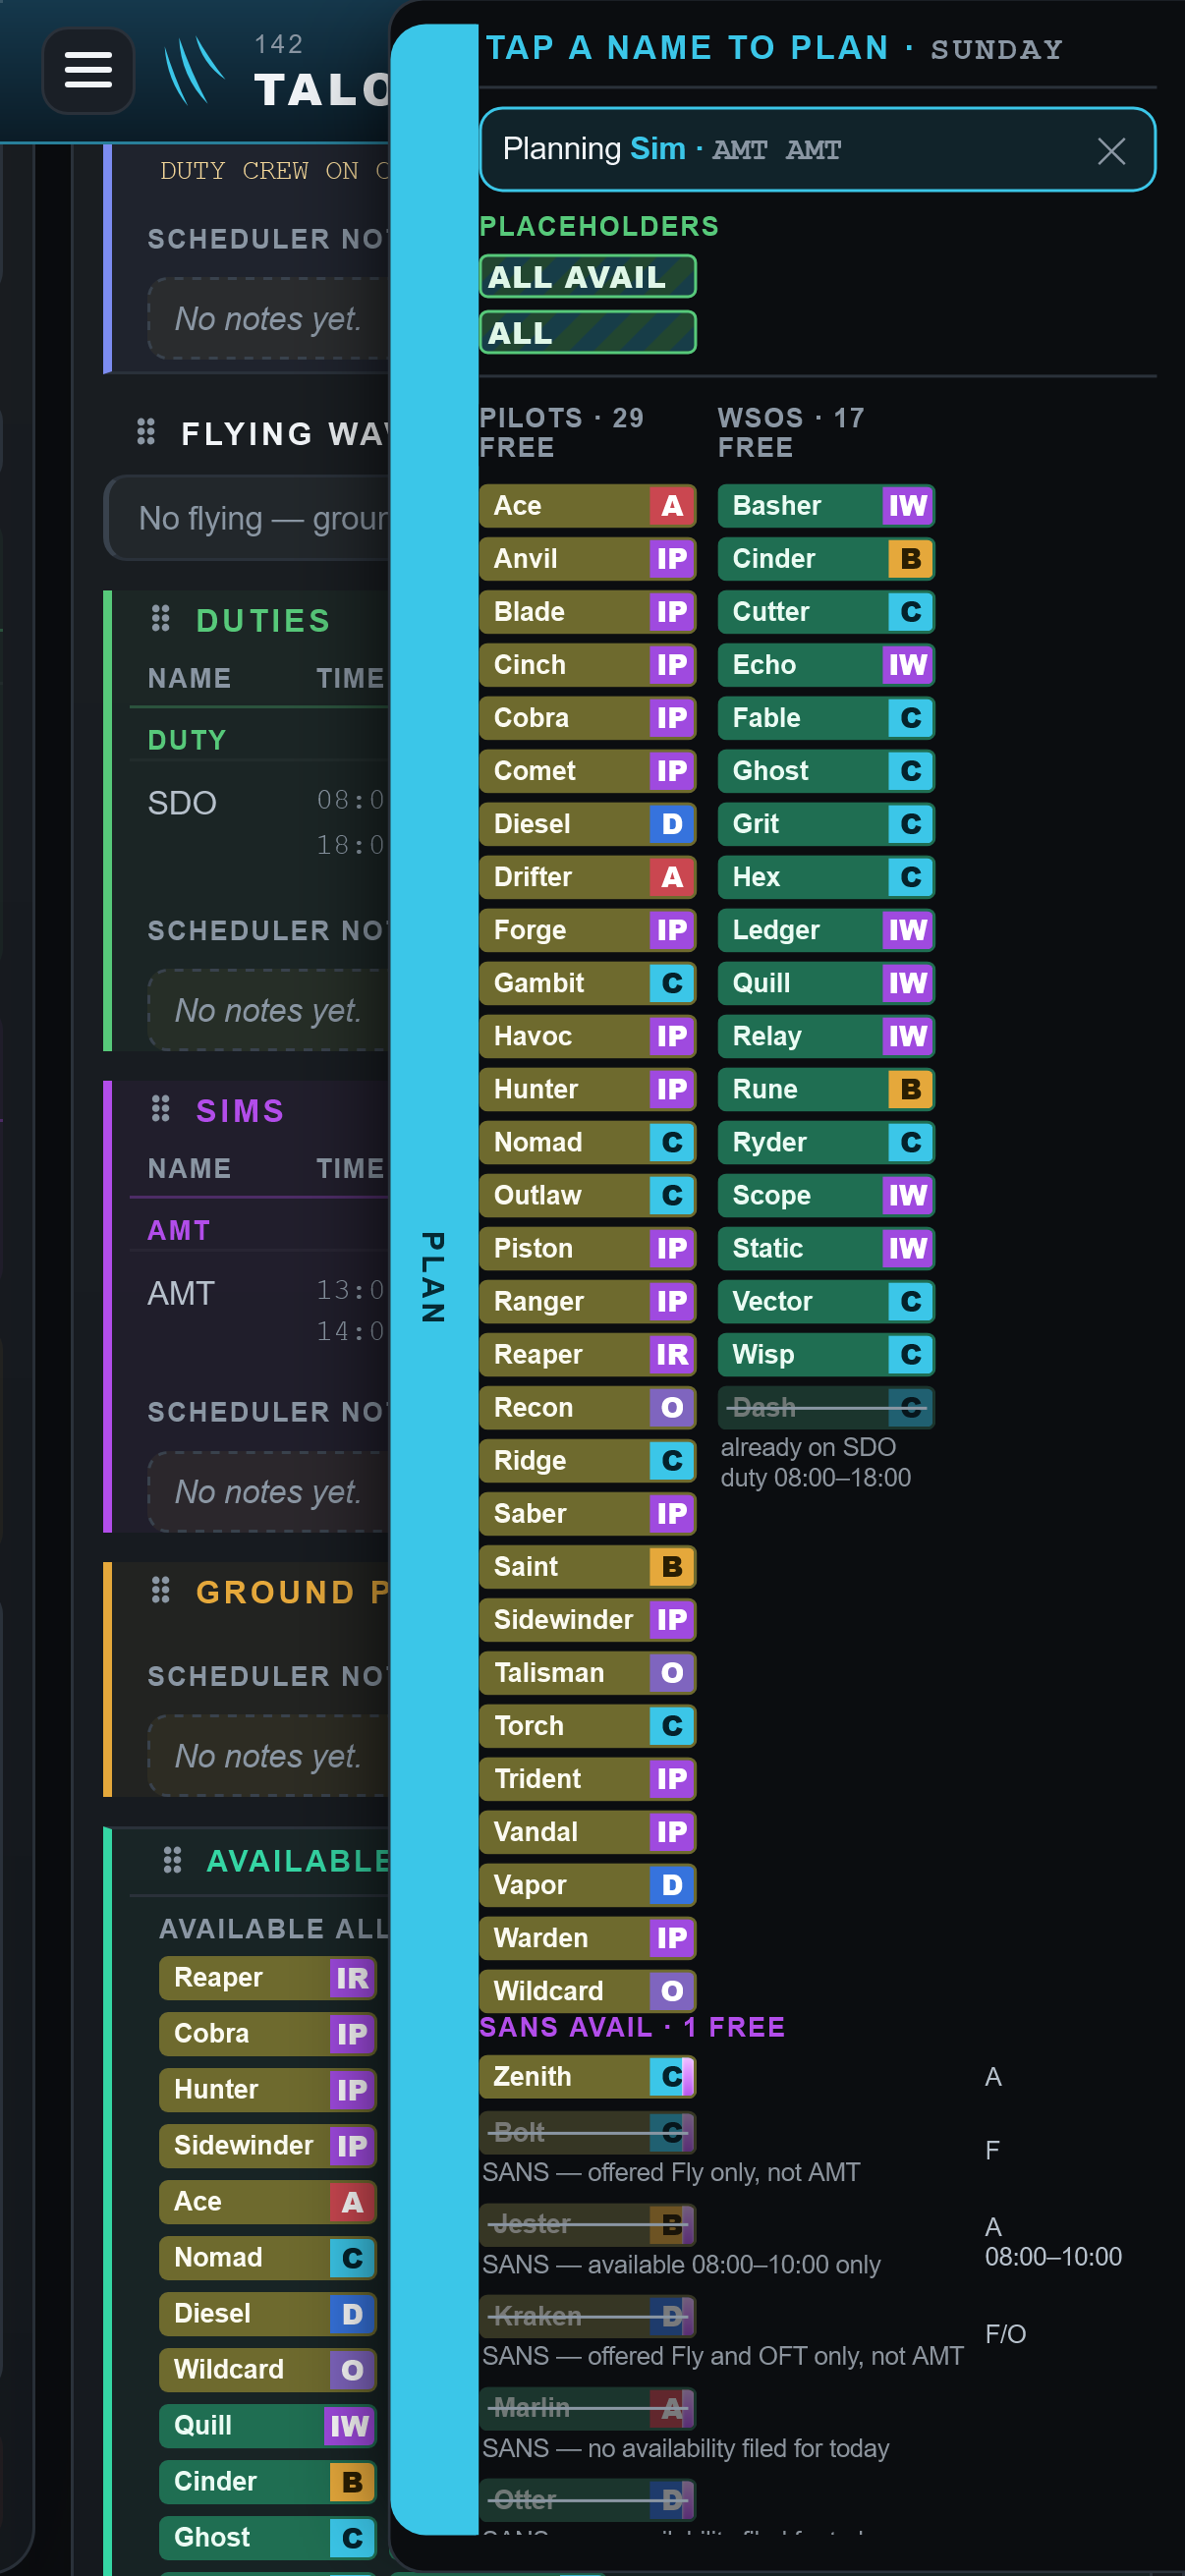 142
TALO
DUTY CREW ON C
SCHEDULER NO
No notes yet.
FLYING WA
No flying — groun
DUTIES
NAME TIME
DUTY
SDO 08:0
18:0
SCHEDULER NO
No notes yet.
SIMS
NAME TIME
AMT
AMT 13:0
14:0
SCHEDULER NO
No notes yet.
GROUND P
SCHEDULER NO
No notes yet.
AVAILABLE
AVAILABLE ALL
Reaper IR
Cobra IP
Hunter IP
Sidewinder IP
Ace A
Nomad C
Diesel D
Wildcard O
Quill IW
Cinder B
Ghost C
PLAN
TAP A NAME TO PLAN · SUNDAY
Planning Sim · AMT AMT
PLACEHOLDERS
ALL AVAIL
ALL
PILOTS · 29
FREE
Ace A
Anvil IP
Blade IP
Cinch IP
Cobra IP
Comet IP
Diesel D
Drifter A
Forge IP
Gambit C
Havoc IP
Hunter IP
Nomad C
Outlaw C
Piston IP
Ranger IP
Reaper IR
Recon O
Ridge C
Saber IP
Saint B
Sidewinder IP
Talisman O
Torch C
Trident IP
Vandal IP
Vapor D
Warden IP
Wildcard O
WSOS · 17
FREE
Basher IW
Cinder B
Cutter C
Echo IW
Fable C
Ghost C
Grit C
Hex C
Ledger IW
Quill IW
Relay IW
Rune B
Ryder C
Scope IW
Static IW
Vector C
Wisp C
Dash C
already on SDO
duty 08:00–18:00
SANS AVAIL · 1 FREE
Zenith C A
Bolt C F
SANS — offered Fly only, not AMT
Jester B A
08:00–10:00
SANS — available 08:00–10:00 only
Kraken D F/O
SANS — offered Fly and OFT only, not AMT
Marlin A
SANS — no availability filed for today
Otter D